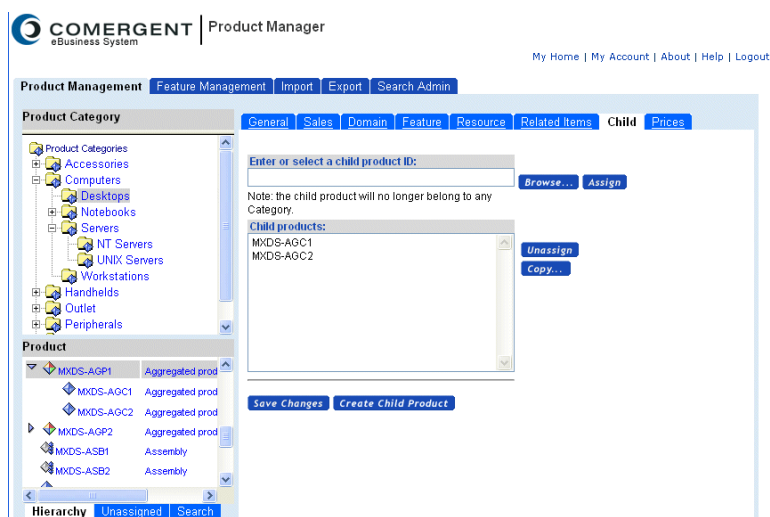 COMERGENT
eBusiness System
Product Manager
My Home | My Account | About | Help | Logout
Product Management Feature Management Import Export Search Admin
Product Category
General Sales Domain Feature Resource Related Items Child Prices
Product Categories
Accessories
Computers
Desktops
Notebooks
Servers
NT Servers
UNIX Servers
Workstations
Handhelds
Outlet
Peripherals
Enter or select a child product ID:
Browse... Assign
Note: the child product will no longer belong to any
Category.
Child products:
MXDS-AGC1
MXDS-AGC2
Unassign
Copy...
Save Changes Create Child Product
Product
MXDS-AGP1 Aggregated prod
MXDS-AGC1 Aggregated prod
MXDS-AGC2 Aggregated prod
MXDS-AGP2 Aggregated prod
MXDS-ASB1 Assembly
MXDS-ASB2 Assembly
Hierarchy Unassigned Search